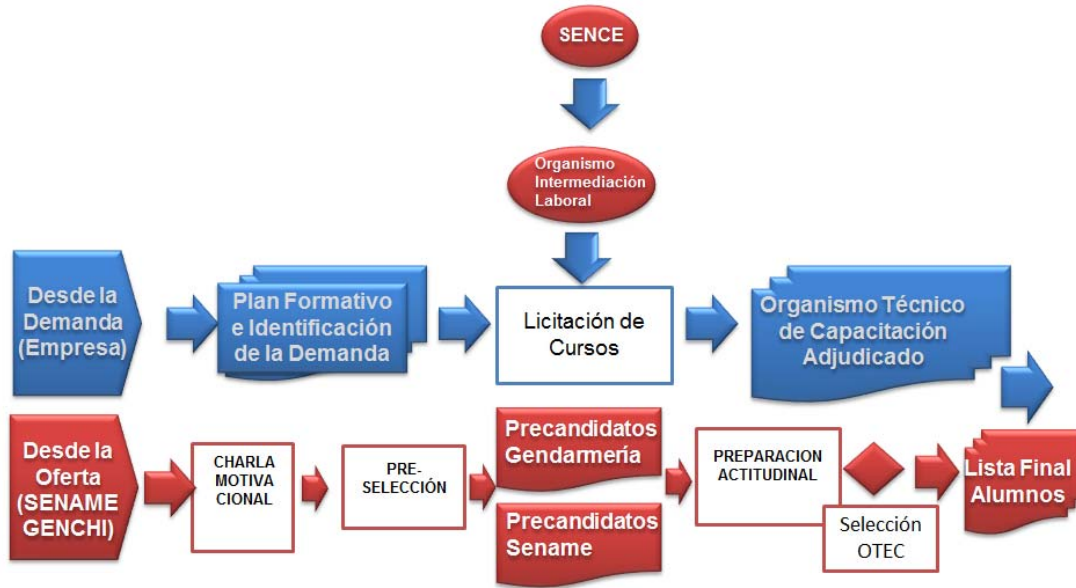 SENCE
Organismo
Intermediación
Laboral
Desde la
Demanda
(Empresa)
Plan Formativo
e Identificación
de la Demanda
Licitación de
Cursos
Organismo Técnico
de Capacitación
Adjudicado
Desde la
Oferta
(SENAME
GENCHI)
CHARLA
MOTIVA
CIONAL
PRE-
SELECCIÓN
Precandidatos
Gendarmería
Precandidatos
Sename
PREPARACION
ACTITUDINAL
Selección
OTEC
Lista Final
Alumnos